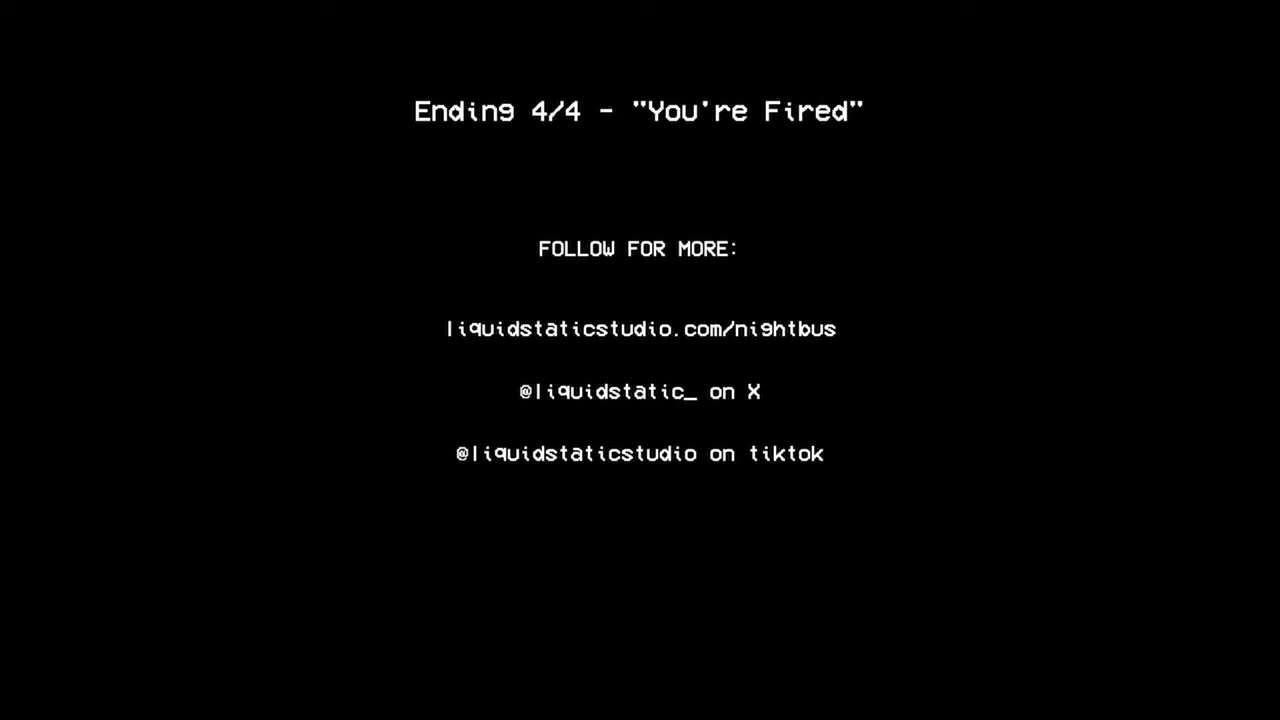 Ending 4/4 - "You're Fired"
FOLLOW FOR MORE:
liquidstaticstudio.com/nightbus
@liquidstatic_ on X
@liquidstaticstudio on tiktok